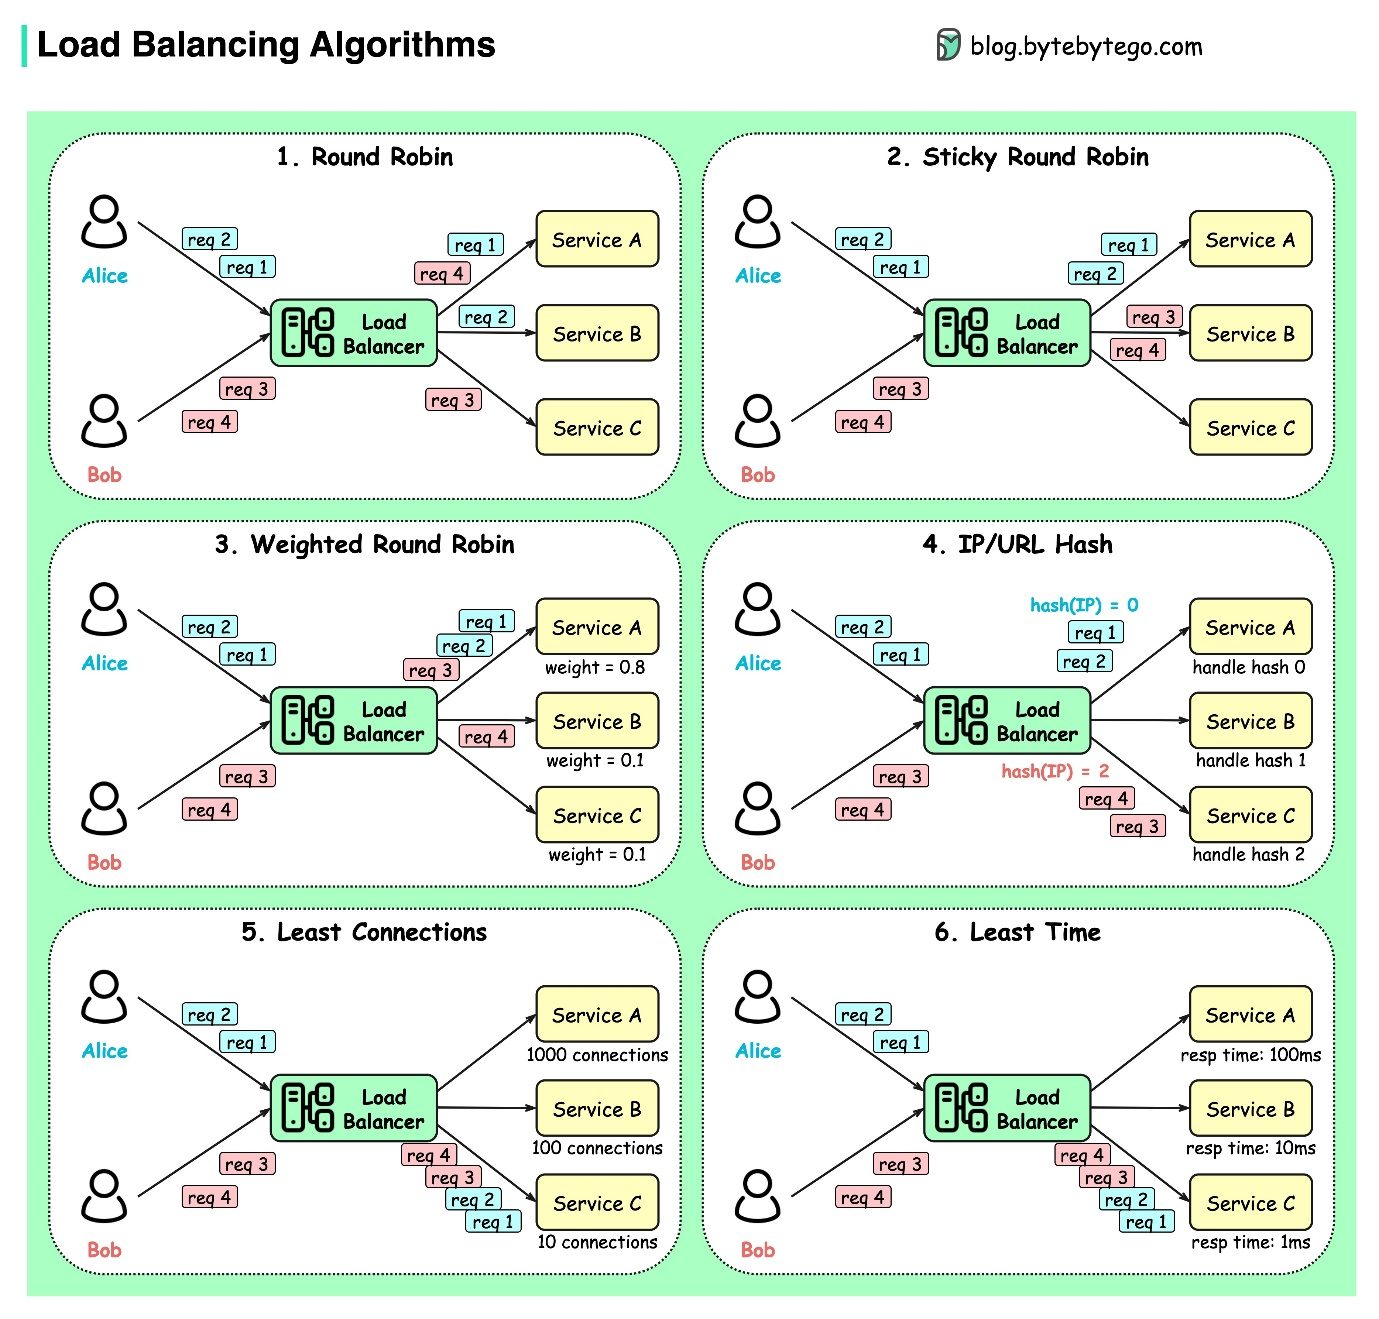 Load Balancing Algorithms
blog.bytebytego.com
1. Round Robin
req 2
req 1
Alice
req 3
req 4
Bob
Load
Balancer
req 1
req 4
req 2
req 3
Service A
Service B
Service C
2. Sticky Round Robin
req 2
req 1
Alice
req 3
req 4
Bob
Load
Balancer
req 1
req 2
req 3
req 4
Service A
Service B
Service C
3. Weighted Round Robin
req 2
req 1
Alice
req 3
req 4
Bob
Load
Balancer
req 1
req 2
req 3
req 4
Service A
weight = 0.8
Service B
weight = 0.1
Service C
weight = 0.1
4. IP/URL Hash
req 2
req 1
Alice
req 3
req 4
Bob
Load
Balancer
hash(IP) = 0
req 1
req 2
hash(IP) = 2
req 4
req 3
Service A
handle hash 0
Service B
handle hash 1
Service C
handle hash 2
5. Least Connections
req 2
req 1
Alice
req 3
req 4
Bob
Load
Balancer
req 4
req 3
req 2
req 1
Service A
1000 connections
Service B
100 connections
Service C
10 connections
6. Least Time
req 2
req 1
Alice
req 3
req 4
Bob
Load
Balancer
req 4
req 3
req 2
req 1
Service A
resp time: 100ms
Service B
resp time: 10ms
Service C
resp time: 1ms